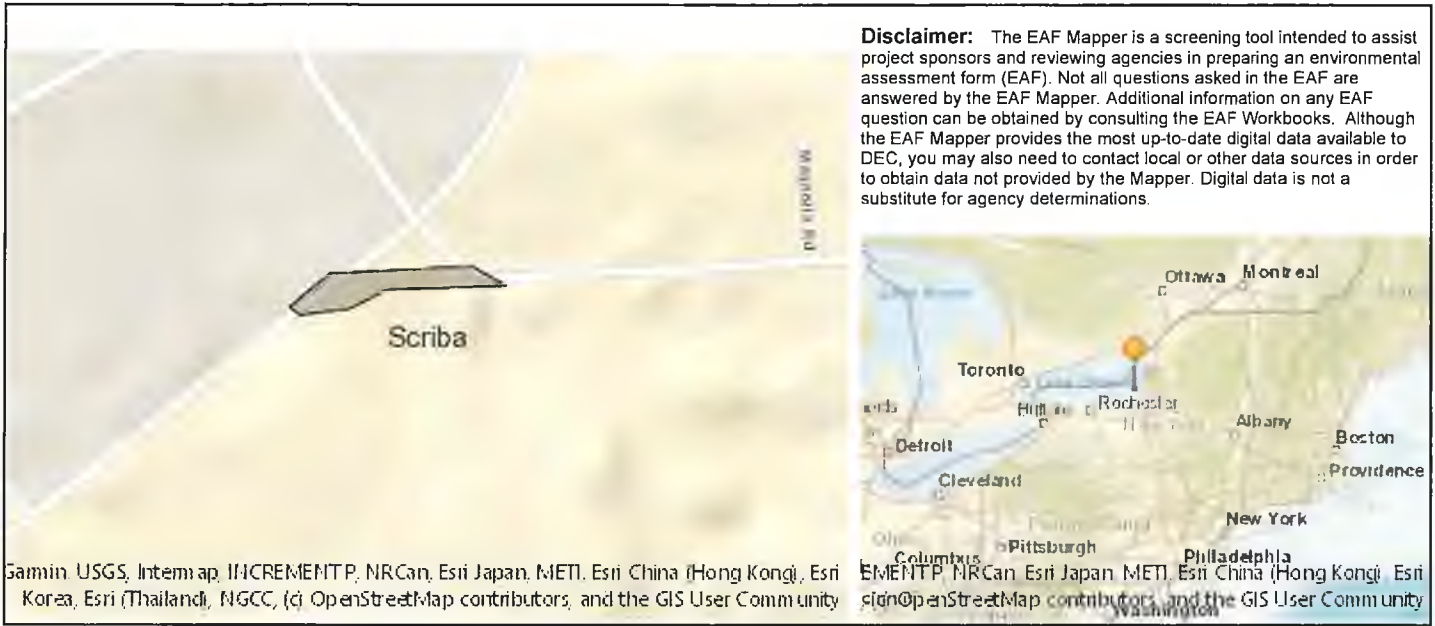 Disclaimer: The EAF Mapper is a screening tool intended to assist
project sponsors and reviewing agencies in preparing an environmental
assessment form (EAF). Not all questions asked in the EAF are
answered by the EAF Mapper. Additional information on any EAF
question can be obtained by consulting the EAF Workbooks. Although
the EAF Mapper provides the most up-to-date digital data available to
DEC, you may also need to contact local or other data sources in order
to obtain data not provided by the Mapper. Digital data is not a
substitute for agency determinations.
Scriba
Garmin, USGS, Intermap, INCREMENT P, NRCan, Esri Japan, METI, Esri China (Hong Kong), Esri
Korea, Esri (Thailand), NGCC, (c) OpenStreetMap contributors, and the GIS User Community
Ottawa
Montreal
Toronto
Rochester
Albany
Boston
Detroit
Providence
Cleveland
New York
Pittsburgh
Philadelphia
Columbus
EMENT P, NRCan, Esri Japan, METI, Esri China (Hong Kong), Esri
OpenStreetMap contributors, and the GIS User Community
Washington